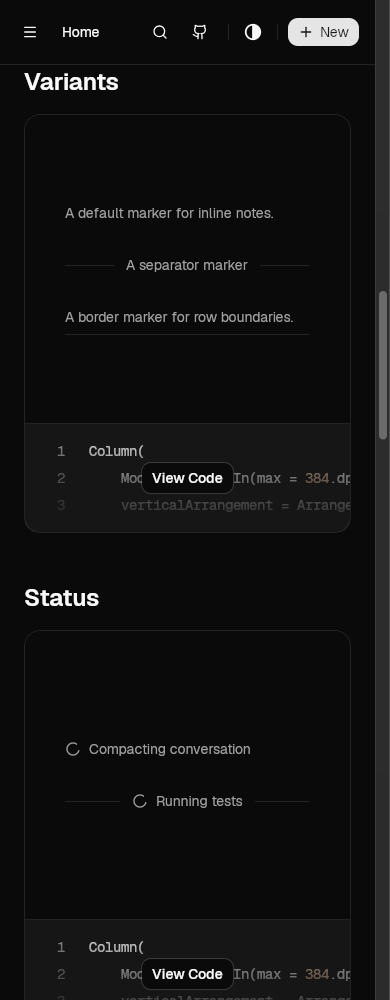 Home
New
Variants
A default marker for inline notes.
A separator marker
A border marker for row boundaries.
1 Column(
2 View Code In(max = 384.dp
3 verticalArrangement = Arrange
Status
Compacting conversation
Running tests
1 Column(
2 View Code In(max = 384.dp